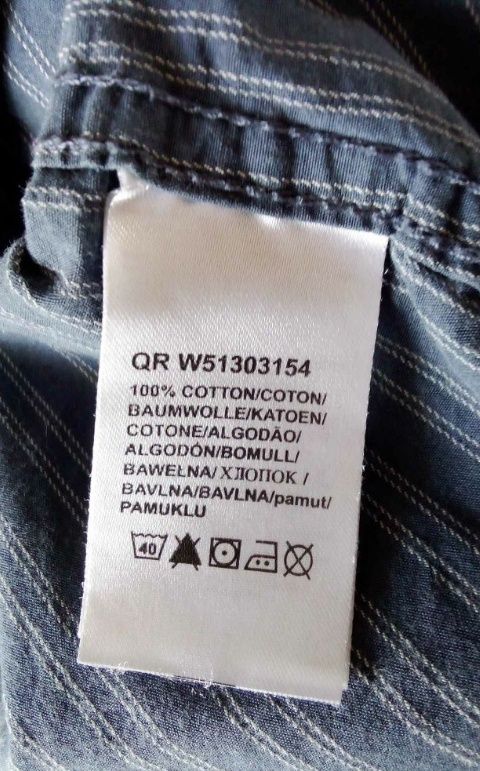 QR W51303154
100% COTTON/COTON/
BAUMWOLLE/KATOEN/
COTONE/ALGODÃO/
ALGODÓN/BOMULL/
BAWEŁNA/ХЛОПОК /
BAVLNA/BAVLNA/pamut/
PAMUKLU
40